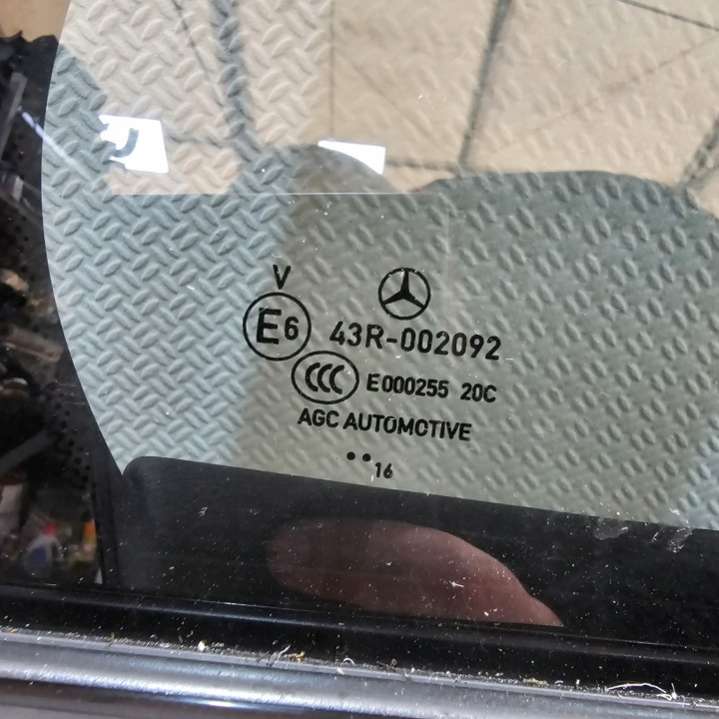 V
E6 43R-002092
CCC E000255 20C
AGC AUTOMOTIVE
•• 16